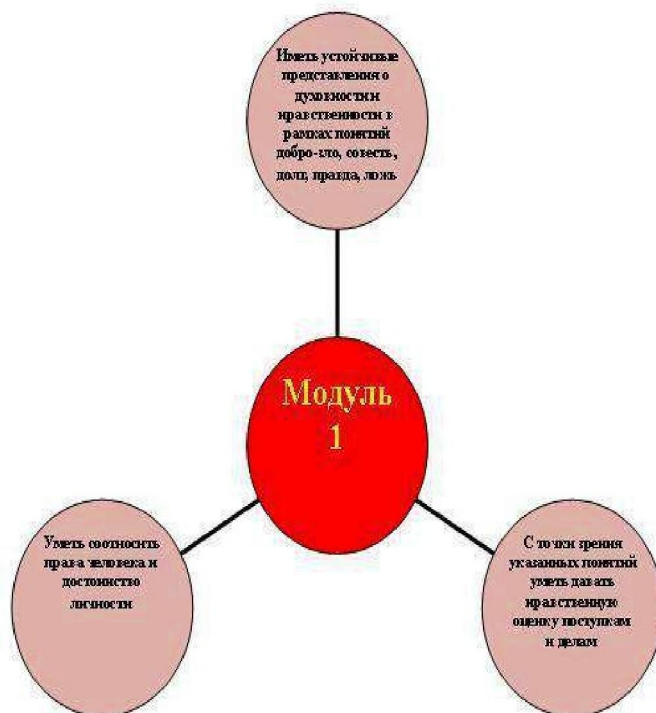 Иметь устойчивые
представления о
духовности и
нравственности в
рамках понятий
добро-зло, совесть,
долг, правда, ложь
Модуль
1
Уметь соотносить
права человека и
достоинство
личности
С точки зрения
указанных понятий
уметь давать
нравственную
оценку поступкам
и делам